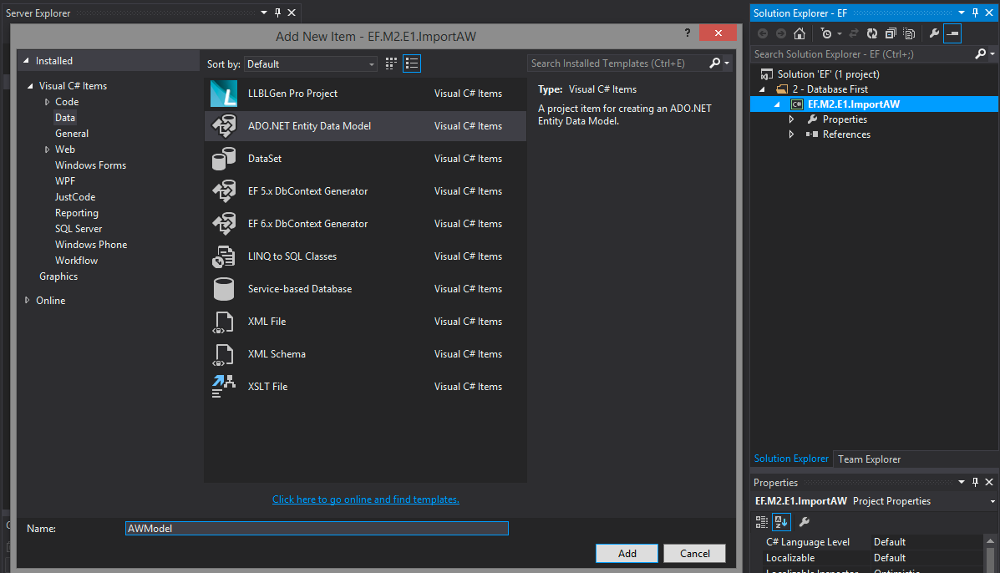 Server Explorer
Add New Item - EF.M2.E1.ImportAW
?
Installed
Sort by: Default
Search Installed Templates (Ctrl+E)
Visual C# Items
Code
Data
General
Web
Windows Forms
WPF
JustCode
Reporting
SQL Server
Windows Phone
Workflow
Graphics
Online
LLBLGen Pro Project Visual C# Items
ADO.NET Entity Data Model Visual C# Items
DataSet Visual C# Items
EF 5.x DbContext Generator Visual C# Items
EF 6.x DbContext Generator Visual C# Items
LINQ to SQL Classes Visual C# Items
Service-based Database Visual C# Items
XML File Visual C# Items
XML Schema Visual C# Items
XSLT File Visual C# Items
Type: Visual C# Items
A project item for creating an ADO.NET
Entity Data Model.
Click here to go online and find templates.
Name: AWModel
Add Cancel
Solution Explorer - EF
Search Solution Explorer - EF (Ctrl+;)
Solution 'EF' (1 project)
2 - Database First
C# EF.M2.E1.ImportAW
Properties
References
Solution Explorer Team Explorer
Properties
EF.M2.E1.ImportAW Project Properties
C# Language Level Default
Localizable Default
Localizable Inspector Optimistic